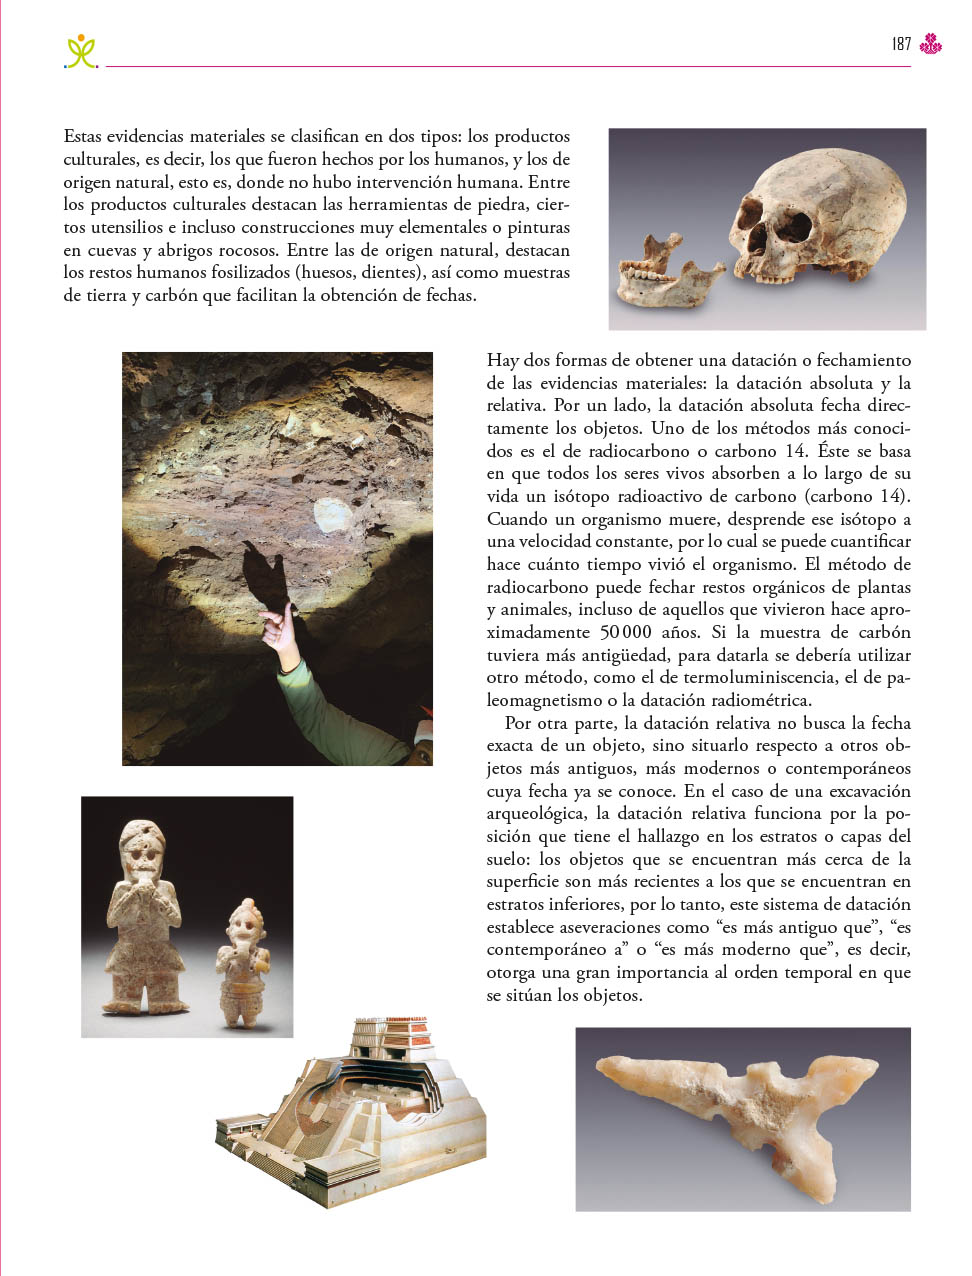 187
Estas evidencias materiales se clasifican en dos tipos: los productos
culturales, es decir, los que fueron hechos por los humanos, y los de
origen natural, esto es, donde no hubo intervención humana. Entre
los productos culturales destacan las herramientas de piedra, cier-
tos utensilios e incluso construcciones muy elementales o pinturas
en cuevas y abrigos rocosos. Entre las de origen natural, destacan
los restos humanos fosilizados (huesos, dientes), así como muestras
de tierra y carbón que facilitan la obtención de fechas.
Hay dos formas de obtener una datación o fechamiento
de las evidencias materiales: la datación absoluta y la
relativa. Por un lado, la datación absoluta fecha direc-
tamente los objetos. Uno de los métodos más conoci-
dos es el de radiocarbono o carbono 14. Éste se basa
en que todos los seres vivos absorben a lo largo de su
vida un isótopo radioactivo de carbono (carbono 14).
Cuando un organismo muere, desprende ese isótopo a
una velocidad constante, por lo cual se puede cuantificar
hace cuánto tiempo vivió el organismo. El método de
radiocarbono puede fechar restos orgánicos de plantas
y animales, incluso de aquellos que vivieron hace apro-
ximadamente 50 000 años. Si la muestra de carbón
tuviera más antigüedad, para datarla se debería utilizar
otro método, como el de termoluminiscencia, el de pa-
leomagnetismo o la datación radiométrica.
Por otra parte, la datación relativa no busca la fecha
exacta de un objeto, sino situarlo respecto a otros ob-
jetos más antiguos, más modernos o contemporáneos
cuya fecha ya se conoce. En el caso de una excavación
arqueológica, la datación relativa funciona por la po-
sición que tiene el hallazgo en los estratos o capas del
suelo: los objetos que se encuentran más cerca de la
superficie son más recientes a los que se encuentran en
estratos inferiores, por lo tanto, este sistema de datación
establece aseveraciones como “es más antiguo que”, “es
contemporáneo a” o “es más moderno que”, es decir,
otorga una gran importancia al orden temporal en que
se sitúan los objetos.